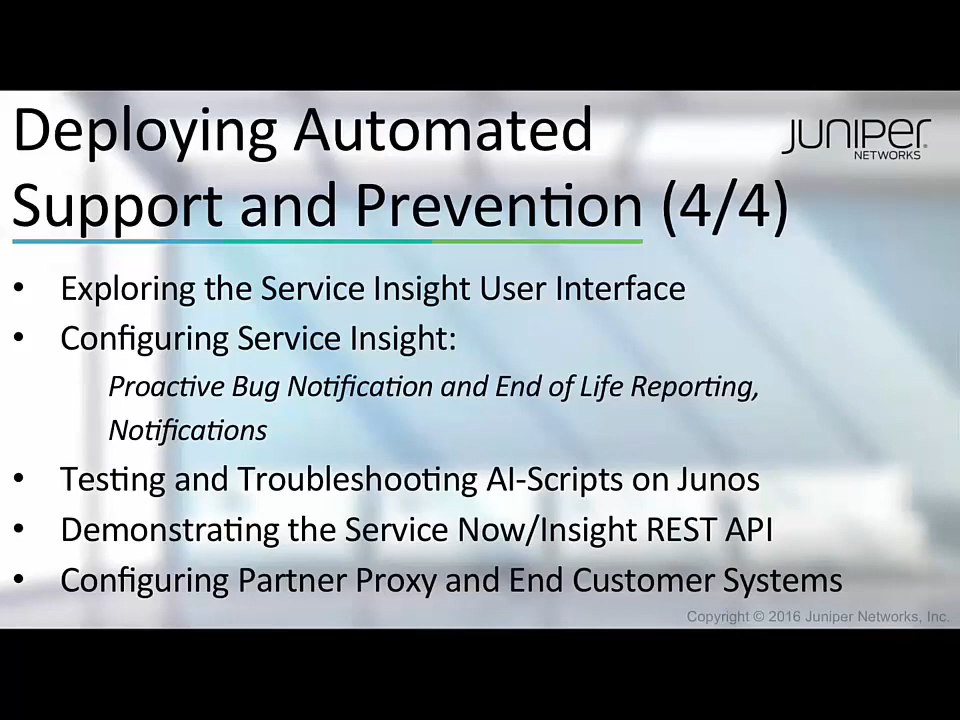 Deploying Automated
Support and Prevention (4/4)
JUNIPER
NETWORKS®
• Exploring the Service Insight User Interface
• Configuring Service Insight:
Proactive Bug Notification and End of Life Reporting,
Notifications
• Testing and Troubleshooting AI-Scripts on Junos
• Demonstrating the Service Now/Insight REST API
• Configuring Partner Proxy and End Customer Systems
Copyright © 2016 Juniper Networks, Inc.